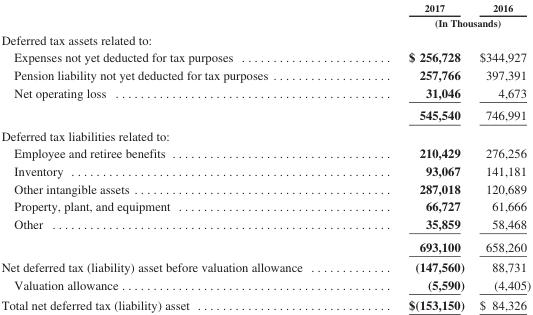 2017 2016
(In Thousands)
Deferred tax assets related to:
Expenses not yet deducted for tax purposes ........................ $ 256,728 $344,927
Pension liability not yet deducted for tax purposes ................... 257,766 397,391
Net operating loss ............................................ 31,046 4,673
545,540 746,991
Deferred tax liabilities related to:
Employee and retiree benefits ................................... 210,429 276,256
Inventory ................................................... 93,067 141,181
Other intangible assets ......................................... 287,018 120,689
Property, plant, and equipment .................................. 66,727 61,666
Other ...................................................... 35,859 58,468
693,100 658,260
Net deferred tax (liability) asset before valuation allowance ............. (147,560) 88,731
Valuation allowance ........................................... (5,590) (4,405)
Total net deferred tax (liability) asset ............................... $(153,150) $ 84,326